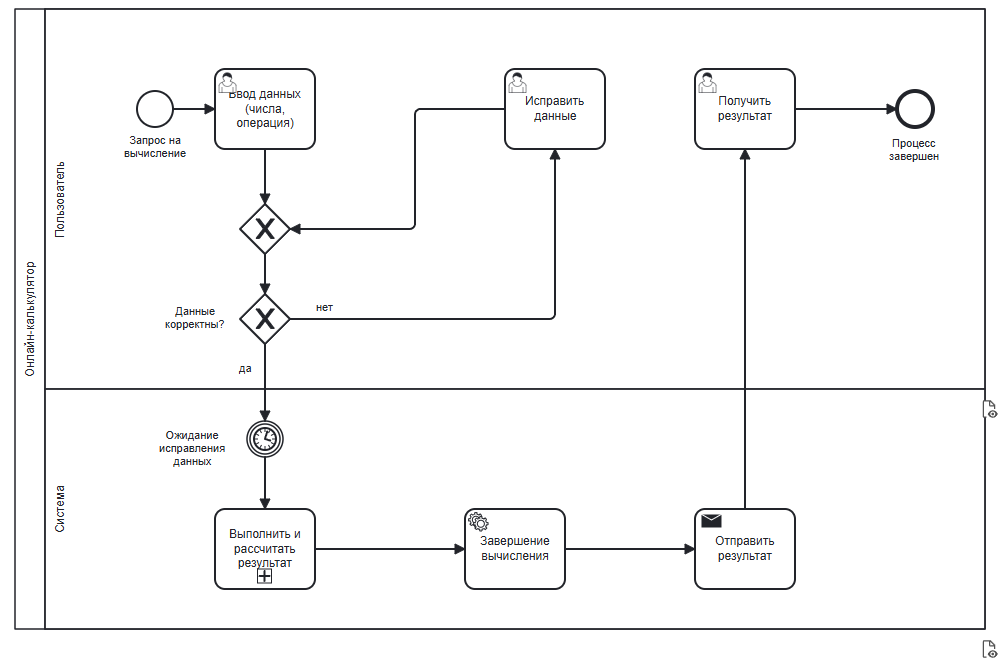 Онлайн-калькулятор
Пользователь
Запрос на
вычисление
Ввод данных
(числа,
операция)
Исправить
данные
Получить
результат
Процесс
завершен
Данные
корректны?
нет
да
Система
Ожидание
исправления
данных
Выполнить и
рассчитать
результат
Завершение
вычисления
Отправить
результат